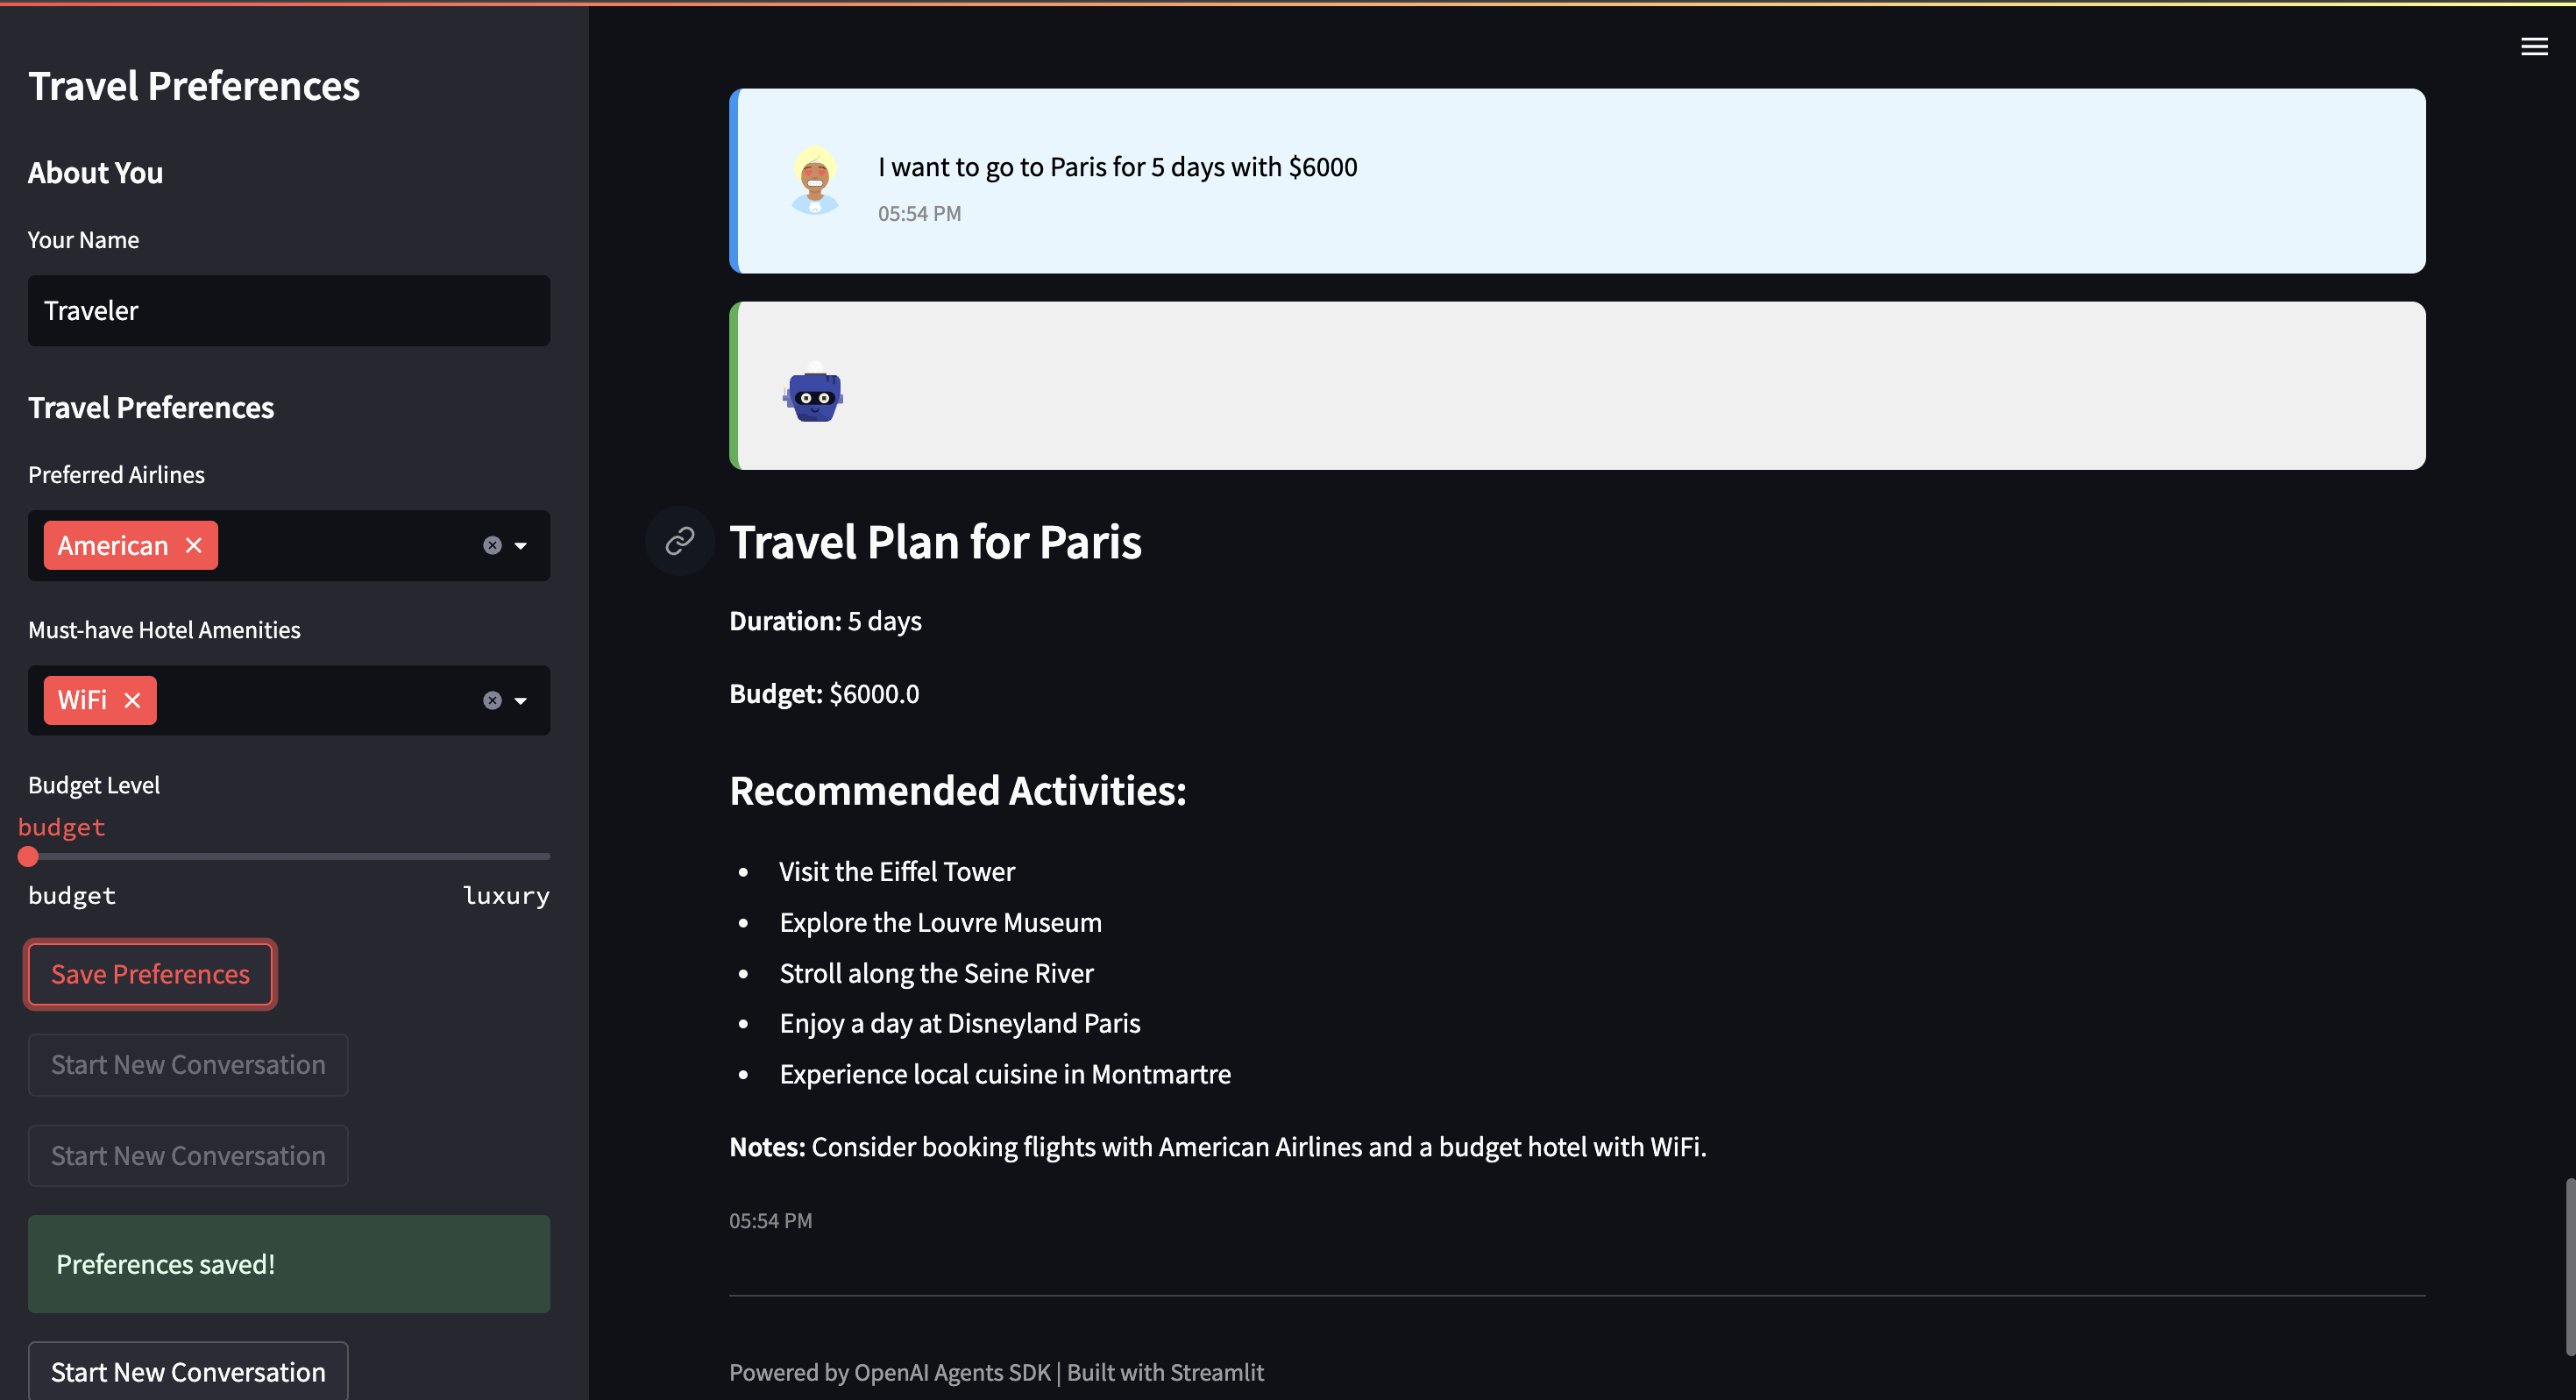 Travel Preferences
About You
Your Name
Traveler
Travel Preferences
Preferred Airlines
American
Must-have Hotel Amenities
WiFi
Budget Level
budget
budget luxury
Save Preferences
Start New Conversation
Start New Conversation
Preferences saved!
Start New Conversation
I want to go to Paris for 5 days with $6000
05:54 PM
Travel Plan for Paris
Duration: 5 days
Budget: $6000.0
Recommended Activities:
• Visit the Eiffel Tower
• Explore the Louvre Museum
• Stroll along the Seine River
• Enjoy a day at Disneyland Paris
• Experience local cuisine in Montmartre
Notes: Consider booking flights with American Airlines and a budget hotel with WiFi.
05:54 PM
Powered by OpenAI Agents SDK | Built with Streamlit